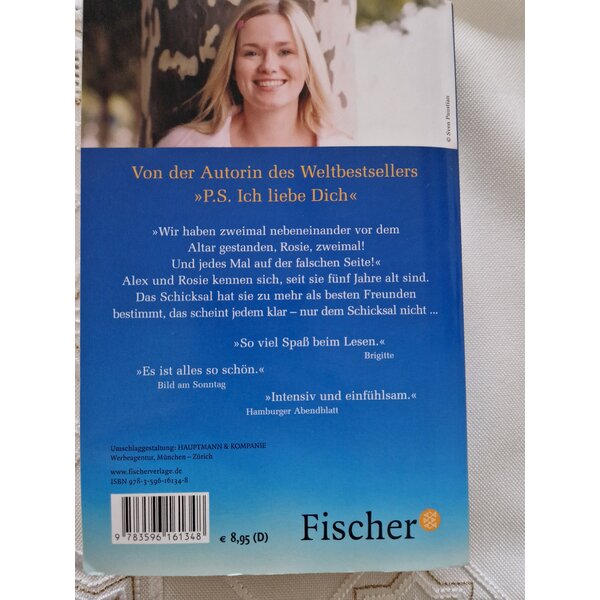 © Sven Paustian
Von der Autorin des Weltbestsellers
»P.S. Ich liebe Dich«
»Wir haben zweimal nebeneinander vor dem
Altar gestanden, Rosie, zweimal!
Und jedes Mal auf der falschen Seite!«
Alex und Rosie kennen sich, seit sie fünf Jahre alt sind.
Das Schicksal hat sie zu mehr als besten Freunden
bestimmt, das scheint jedem klar – nur dem Schicksal nicht ...
»So viel Spaß beim Lesen.«
Brigitte
»Es ist alles so schön.«
Bild am Sonntag
»Intensiv und einfühlsam.«
Hamburger Abendblatt
Umschlaggestaltung: HAUPTMANN & KOMPANIE
Werbeagentur, München – Zürich
www.fischerverlage.de
ISBN 978-3-596-16134-8
9 783596 161348
€ 8,95 (D)
Fischer